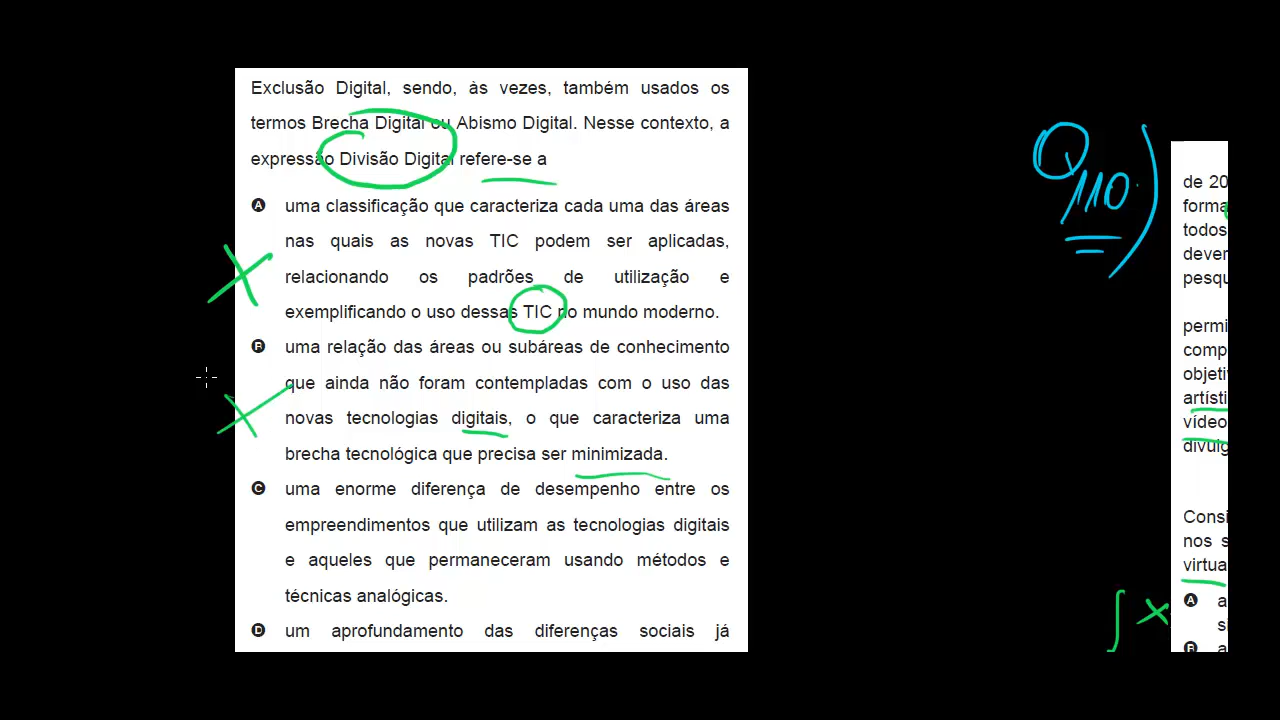 Exclusão Digital, sendo, às vezes, também usados os
termos Brecha Digital ou Abismo Digital. Nesse contexto, a
expressão Divisão Digital refere-se a
A uma classificação que caracteriza cada uma das áreas
nas quais as novas TIC podem ser aplicadas,
relacionando os padrões de utilização e
exemplificando o uso dessas TIC no mundo moderno.
B uma relação das áreas ou subáreas de conhecimento
que ainda não foram contempladas com o uso das
novas tecnologias digitais, o que caracteriza uma
brecha tecnológica que precisa ser minimizada.
C uma enorme diferença de desempenho entre os
empreendimentos que utilizam as tecnologias digitais
e aqueles que permaneceram usando métodos e
técnicas analógicas.
D um aprofundamento das diferenças sociais já
Q110)
de 20
forma
todos
dever
pesqu
permi
comp
objeti
artísti
vídeo
divulg
Consi
nos s
virtua
A a
si
B a